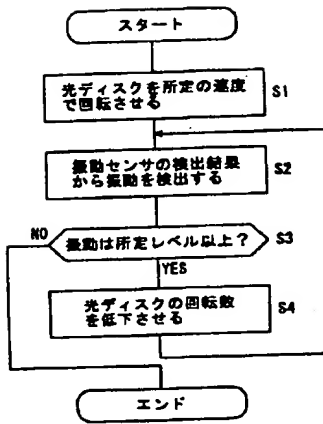 スタート
光ディスクを所定の速度
で回転させる
S1
振動センサの検出結果
から振動を検出する
S2
NO
振動は所定レベル以上?
S3
YES
光ディスクの回転数
を低下させる
S4
エンド